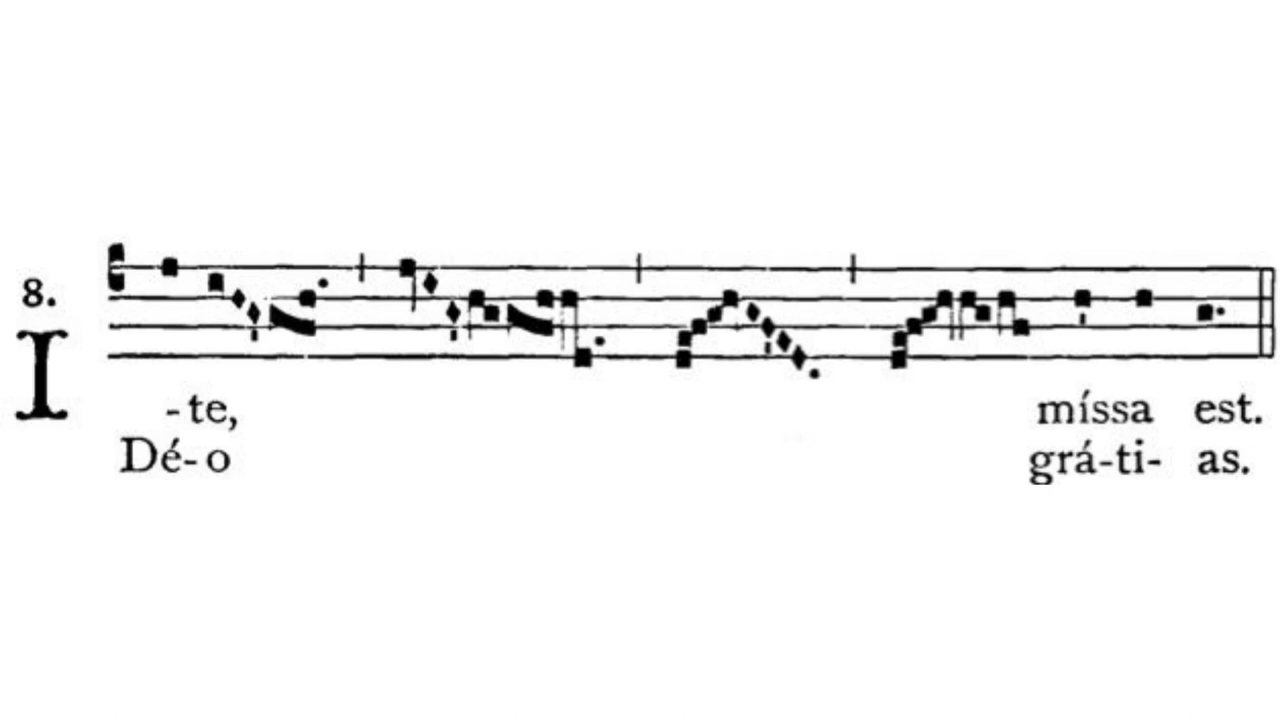 8.
I-te, míssa est.
Dé-o grá-ti- as.